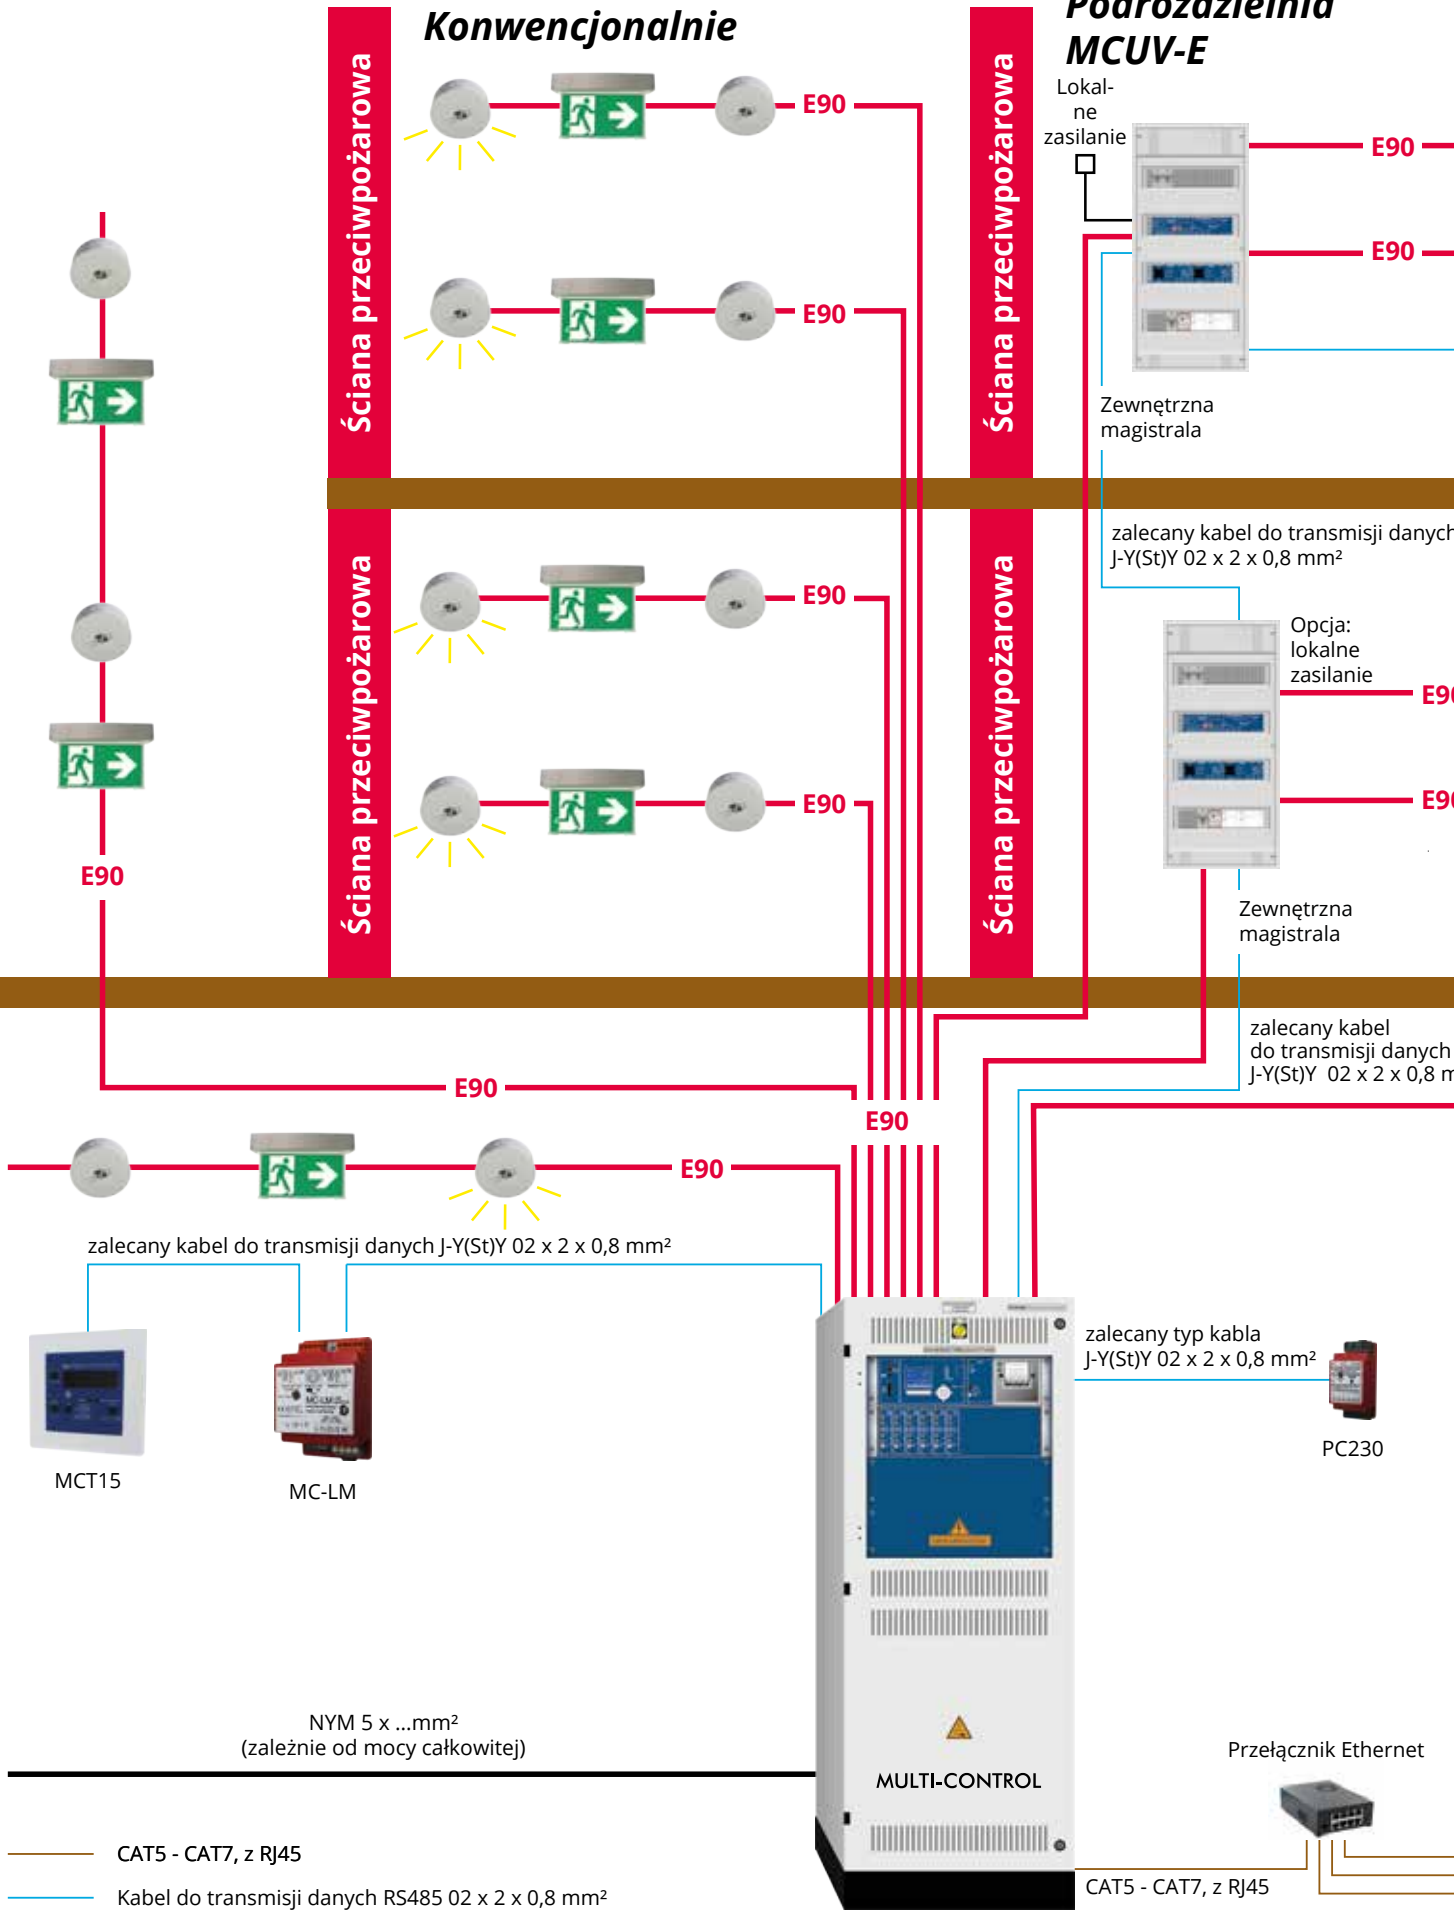 Konwencjonalnie
Podrozdzielnia
MCUV-E
Ściana przeciwpożarowa
Ściana przeciwpożarowa
E90
E90
Lokal-
ne
zasilanie
E90
E90
Zewnętrzna
magistrala
zalecany kabel do transmisji danych
J-Y(St)Y 02 x 2 x 0,8 mm²
Ściana przeciwpożarowa
Ściana przeciwpożarowa
E90
E90
Opcja:
lokalne
zasilanie
E90
E90
E90
Zewnętrzna
magistrala
zalecany kabel
do transmisji danych
J-Y(St)Y 02 x 2 x 0,8 m
E90
E90
E90
zalecany kabel do transmisji danych J-Y(St)Y 02 x 2 x 0,8 mm²
MCT15
MC-LM
MC-LM
zalecany typ kabla
J-Y(St)Y 02 x 2 x 0,8 mm²
PC230
NYM 5 x ...mm²
(zależnie od mocy całkowitej)
MULTI-CONTROL
Przełącznik Ethernet
CAT5 - CAT7, z RJ45
CAT5 - CAT7, z RJ45
Kabel do transmisji danych RS485 02 x 2 x 0,8 mm²